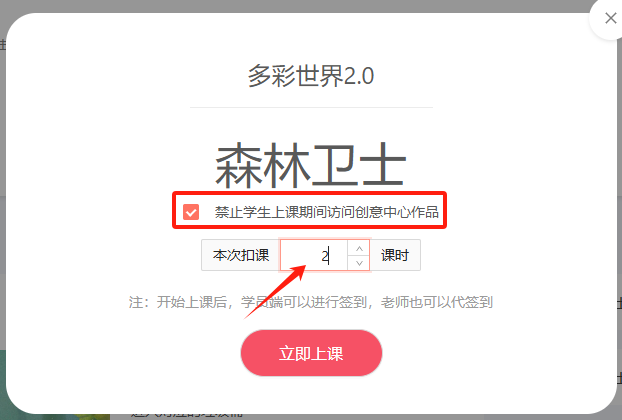 多彩世界2.0
森林卫士
禁止学生上课期间访问创意中心作品
本次扣课 2 课时
注：开始上课后，学员端可以进行签到，老师也可以代签到
立即上课